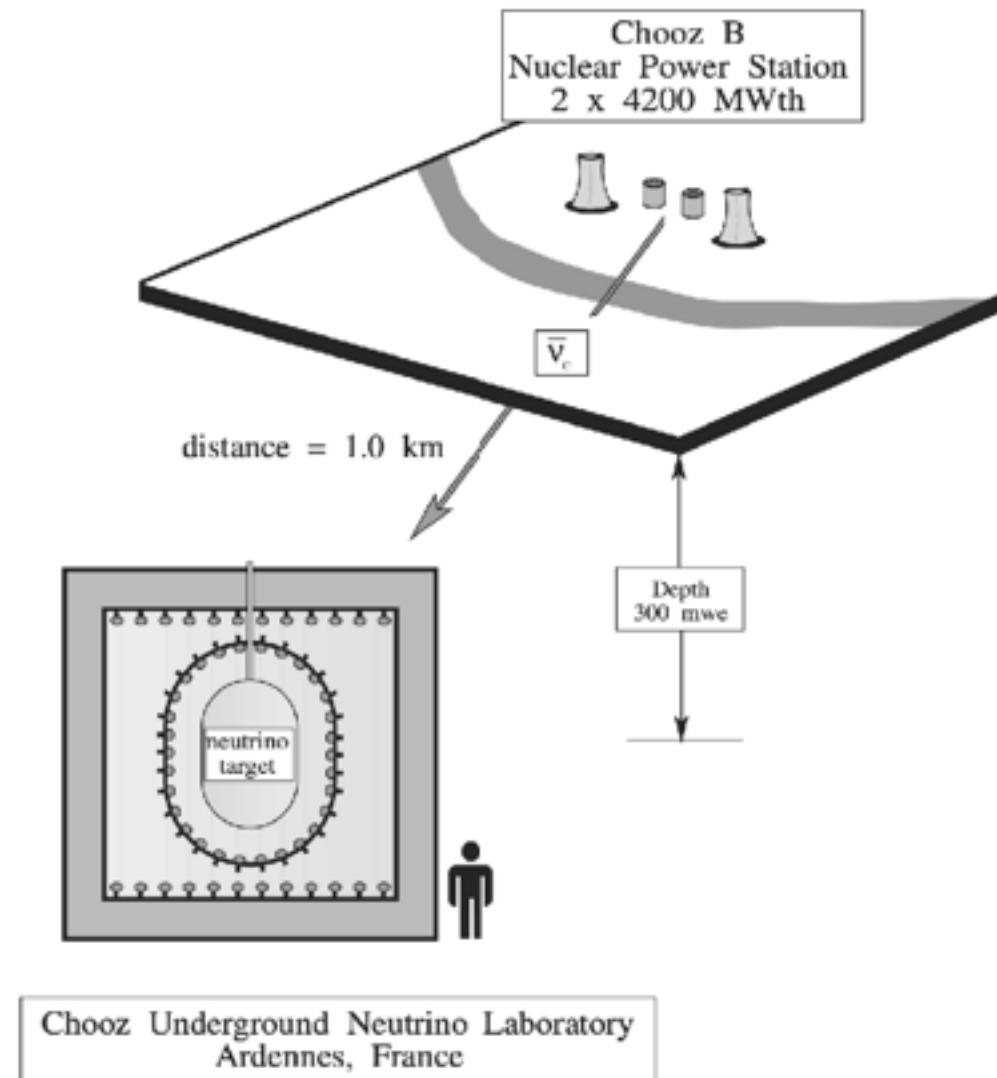 Chooz B
Nuclear Power Station
2 x 4200 MWth
ν̅e
distance = 1.0 km
Depth
300 mwe
neutrino
target
Chooz Underground Neutrino Laboratory
Ardennes, France